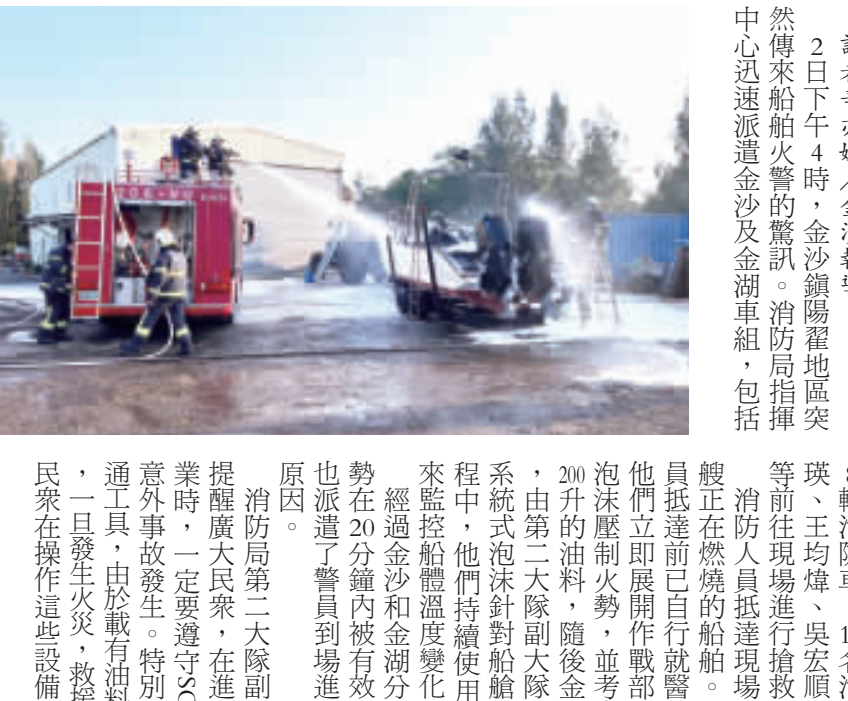 2日下午4時，金沙鎮陽翟地區突
然傳來船舶火警的驚訊。消防局指揮
中心迅速派遣金沙及金湖車組，包括
瑛、王均煒、吳宏順
等前往現場進行搶救
消防人員抵達現場
艘正在燃燒的船舶。
員抵達前已自行就醫
他們立即展開作戰部
泡沫壓制火勢，並考
200升的油料，隨後金
，由第二大隊副大隊
系統式泡沫針對船艙
程中，他們持續使用
來監控船體溫度變化
經過金沙和金湖分
勢在20分鐘內被有效
也派遣了警員到場進
原因。
消防局第二大隊副
提醒廣大民眾，在進
業時，一定要遵守SO
意外事故發生。特別
通工具，由於載有油料
，一旦發生火災，救援
民眾在操作這些設備